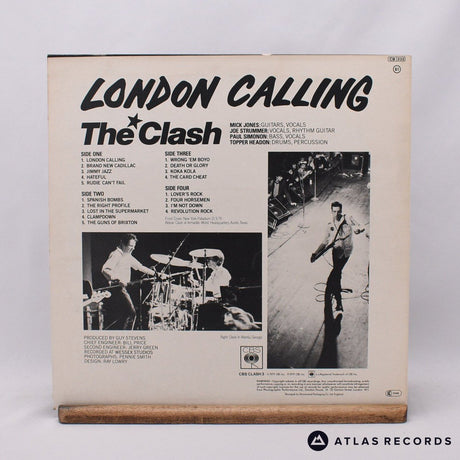 LONDON CALLING
The Clash
MICK JONES: GUITARS, VOCALS
JOE STRUMMER: VOCALS, RHYTHM GUITAR
PAUL SIMONON: BASS, VOCALS
TOPPER HEADON: DRUMS, PERCUSSION
SIDE ONE
1. LONDON CALLING
2. BRAND NEW CADILLAC
3. JIMMY JAZZ
4. HATEFUL
5. RUDIE CAN'T FAIL
SIDE TWO
1. SPANISH BOMBS
2. THE RIGHT PROFILE
3. LOST IN THE SUPERMARKET
4. CLAMPDOWN
5. THE GUNS OF BRIXTON
SIDE THREE
1. WRONG 'EM BOYO
2. DEATH OR GLORY
3. KOKA KOLA
4. THE CARD CHEAT
SIDE FOUR
1. LOVER'S ROCK
2. FOUR HORSEMEN
3. I'M NOT DOWN
4. REVOLUTION ROCK
PRODUCED BY GUY STEVENS
CHIEF ENGINEER: BILL PRICE
SECOND ENGINEER: JERRY GREEN
RECORDED AT WESSEX STUDIOS
PHOTOGRAPHS: PENNIE SMITH
DESIGN: RAY LOWRY
CBS
CBS CLASH 3
ATLAS RECORDS